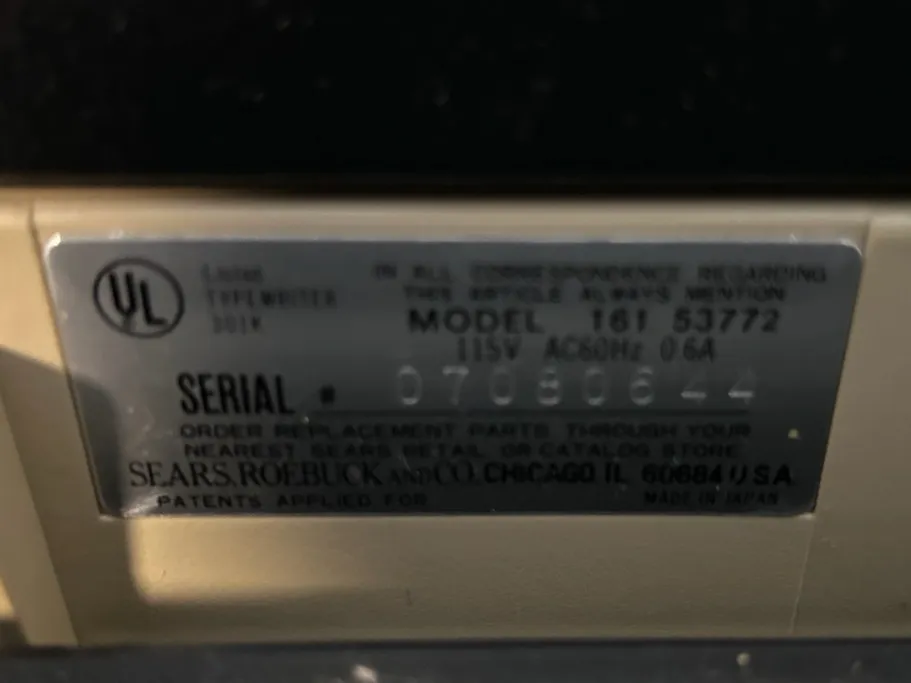 UL Listed
TYPEWRITER
301K
IN ALL CORRESPONDENCE REGARDING
THIS ARTICLE ALWAYS MENTION
MODEL 161 53772
115V AC60Hz 0.6A
SERIAL # 07080644
ORDER REPLACEMENT PARTS THROUGH YOUR
NEAREST SEARS RETAIL OR CATALOG STORE
SEARS, ROEBUCK AND CO. CHICAGO IL 60684 USA
PATENTS APPLIED FOR MADE IN JAPAN